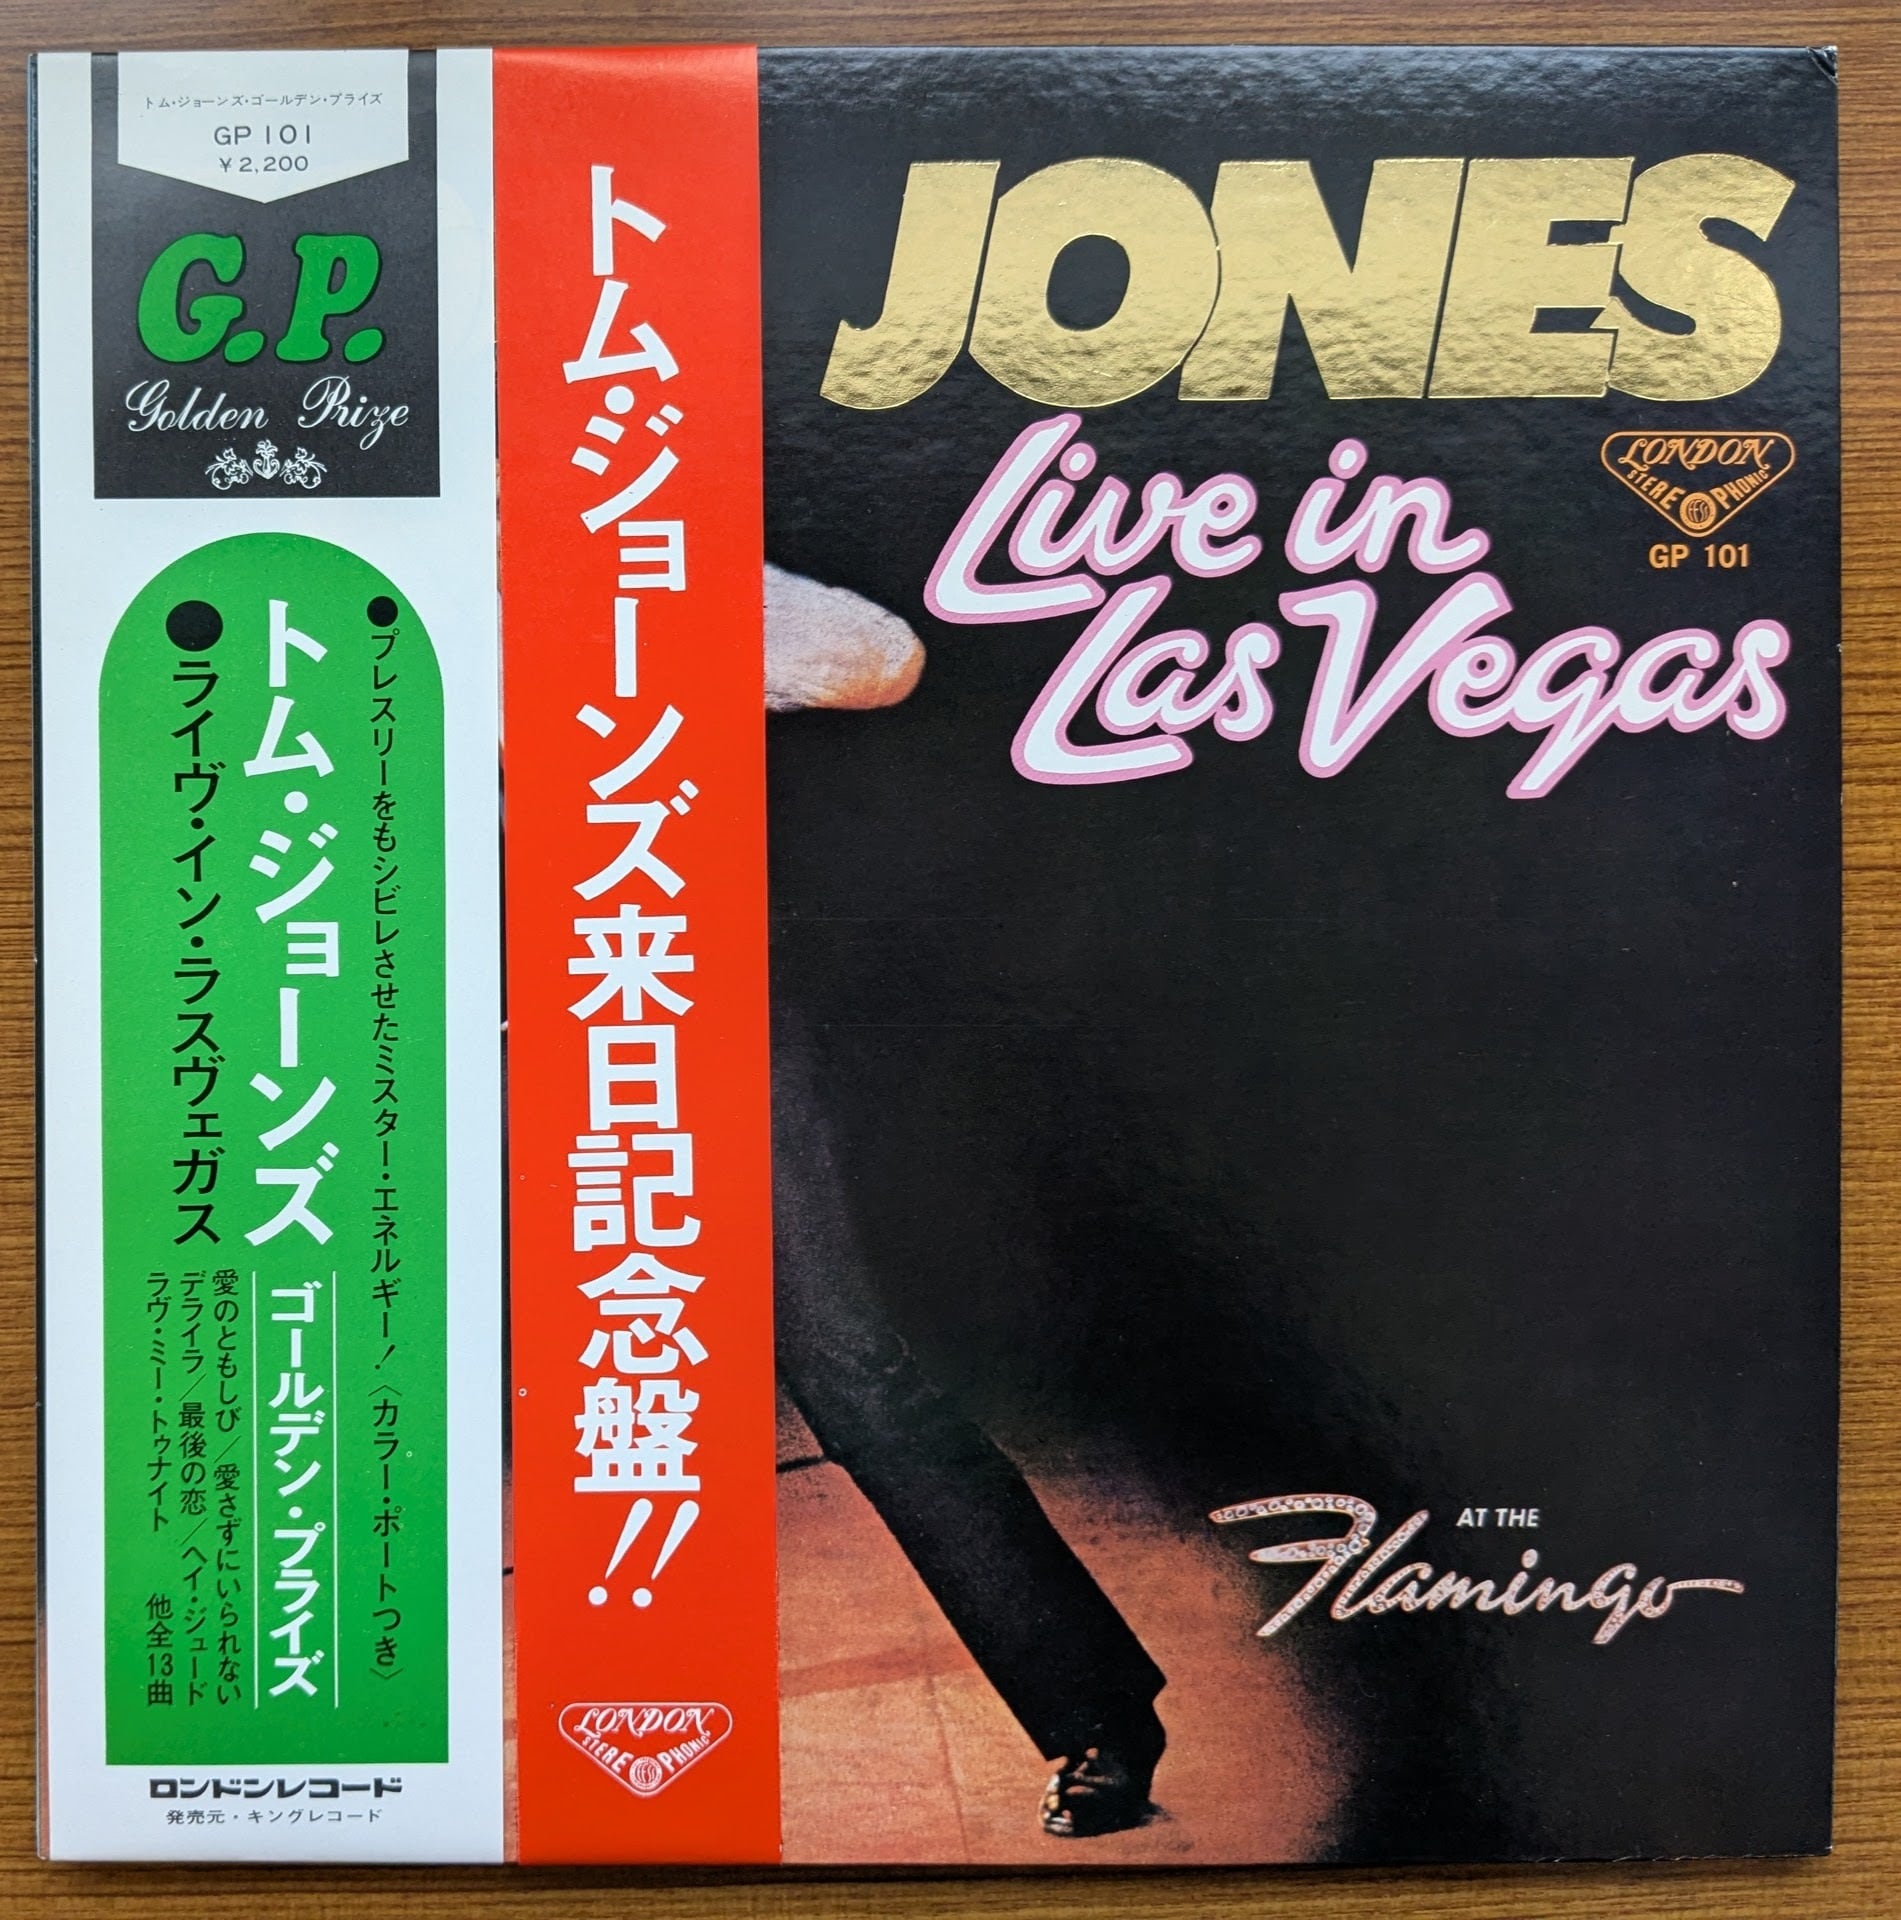 トム・ジョーンズ・ゴールデン・プライズ
GP 101
¥2,200
G.P.
Golden Prize
●プレスリーをもシビレさせたミスター・エネルギー！〈カラー・ポートつき〉
トム・ジョーンズ
ゴールデン・プライズ
●ライヴ・イン・ラスヴェガス
愛のともしび／愛さずにいられない
デライラ／最後の恋／ヘイ・ジュード
ラヴ・ミー・トゥナイト 他全13曲
ロンドンレコード
発売元・キングレコード
トム・ジョーンズ来日記念盤!!
LONDON
STEREOPHONIC
ffss
JONES
Live in
Las Vegas
LONDON
STEREOPHONIC
ffss
GP 101
AT THE
Flamingo